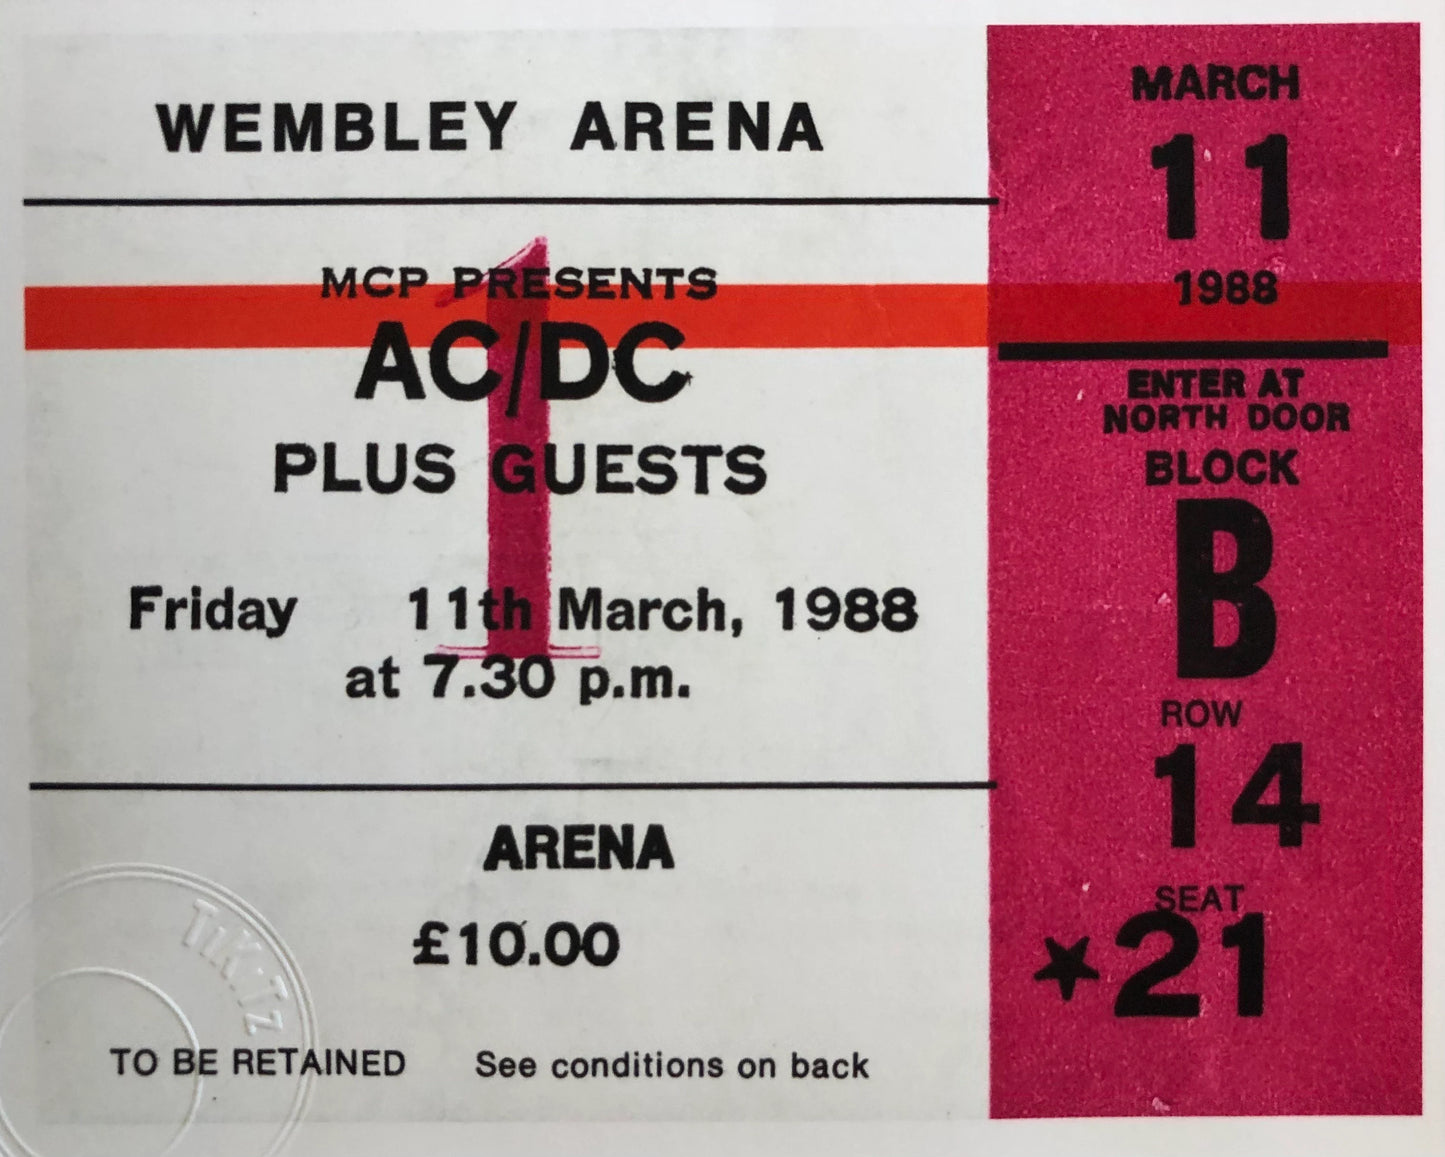 WEMBLEY ARENA
MCP PRESENTS
AC/DC
PLUS GUESTS
1
Friday 11th March, 1988
at 7.30 p.m.
ARENA
£10.00
TO BE RETAINED See conditions on back
TiKiTz
MARCH
11
1988
ENTER AT
NORTH DOOR
BLOCK
B
ROW
14
SEAT
★21